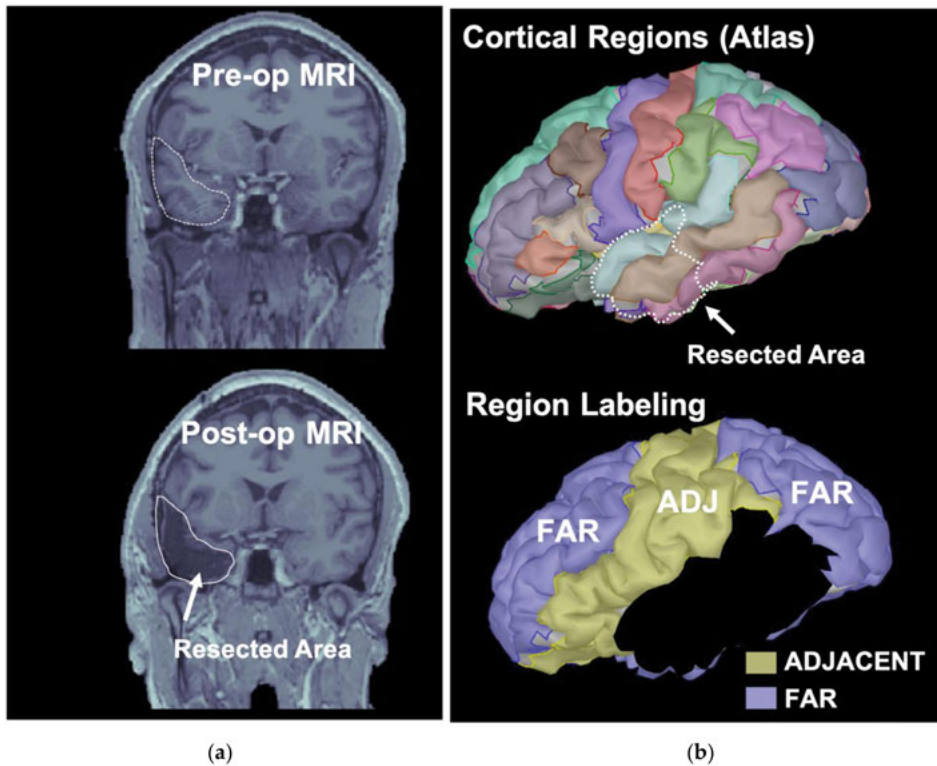 Pre-op MRI
Post-op MRI
Resected Area
(a)
Cortical Regions (Atlas)
Resected Area
Region Labeling
FAR
ADJ
FAR
ADJACENT
FAR
(b)